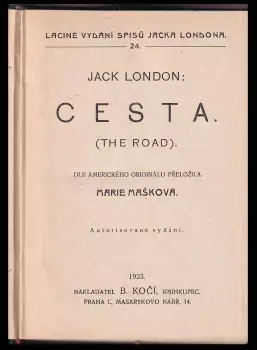 LACINÉ VYDÁNÍ SPISŮ JACKA LONDONA.
24.
JACK LONDON:
CESTA.
(THE ROAD).
DLE AMERICKÉHO ORIGINÁLU PŘELOŽILA
MARIE MAŠKOVÁ.
Autorisované vydání.
1923.
NAKLADATEL B. KOČÍ, KNIHKUPEC,
PRAHA I., MASARYKOVO NÁBŘ. 14.